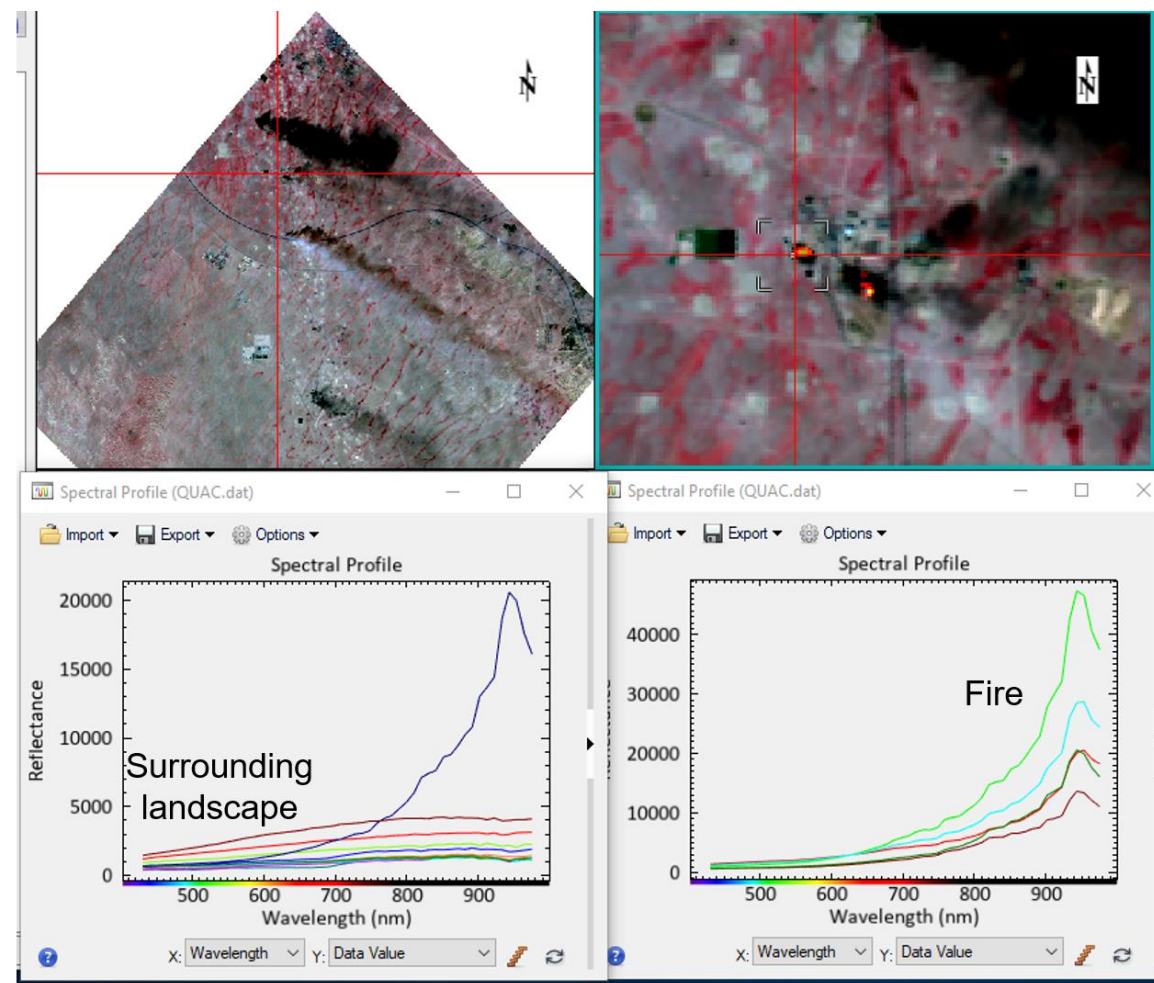 N
N
Spectral Profile (QUAC.dat)
Import Export Options
Spectral Profile
20000
15000
10000
5000
0
Reflectance
Surrounding
landscape
500 600 700 800 900
Wavelength (nm)
X: Wavelength Y: Data Value
Spectral Profile (QUAC.dat)
Import Export Options
Spectral Profile
40000
30000
20000
10000
0
Fire
500 600 700 800 900
Wavelength (nm)
X: Wavelength Y: Data Value